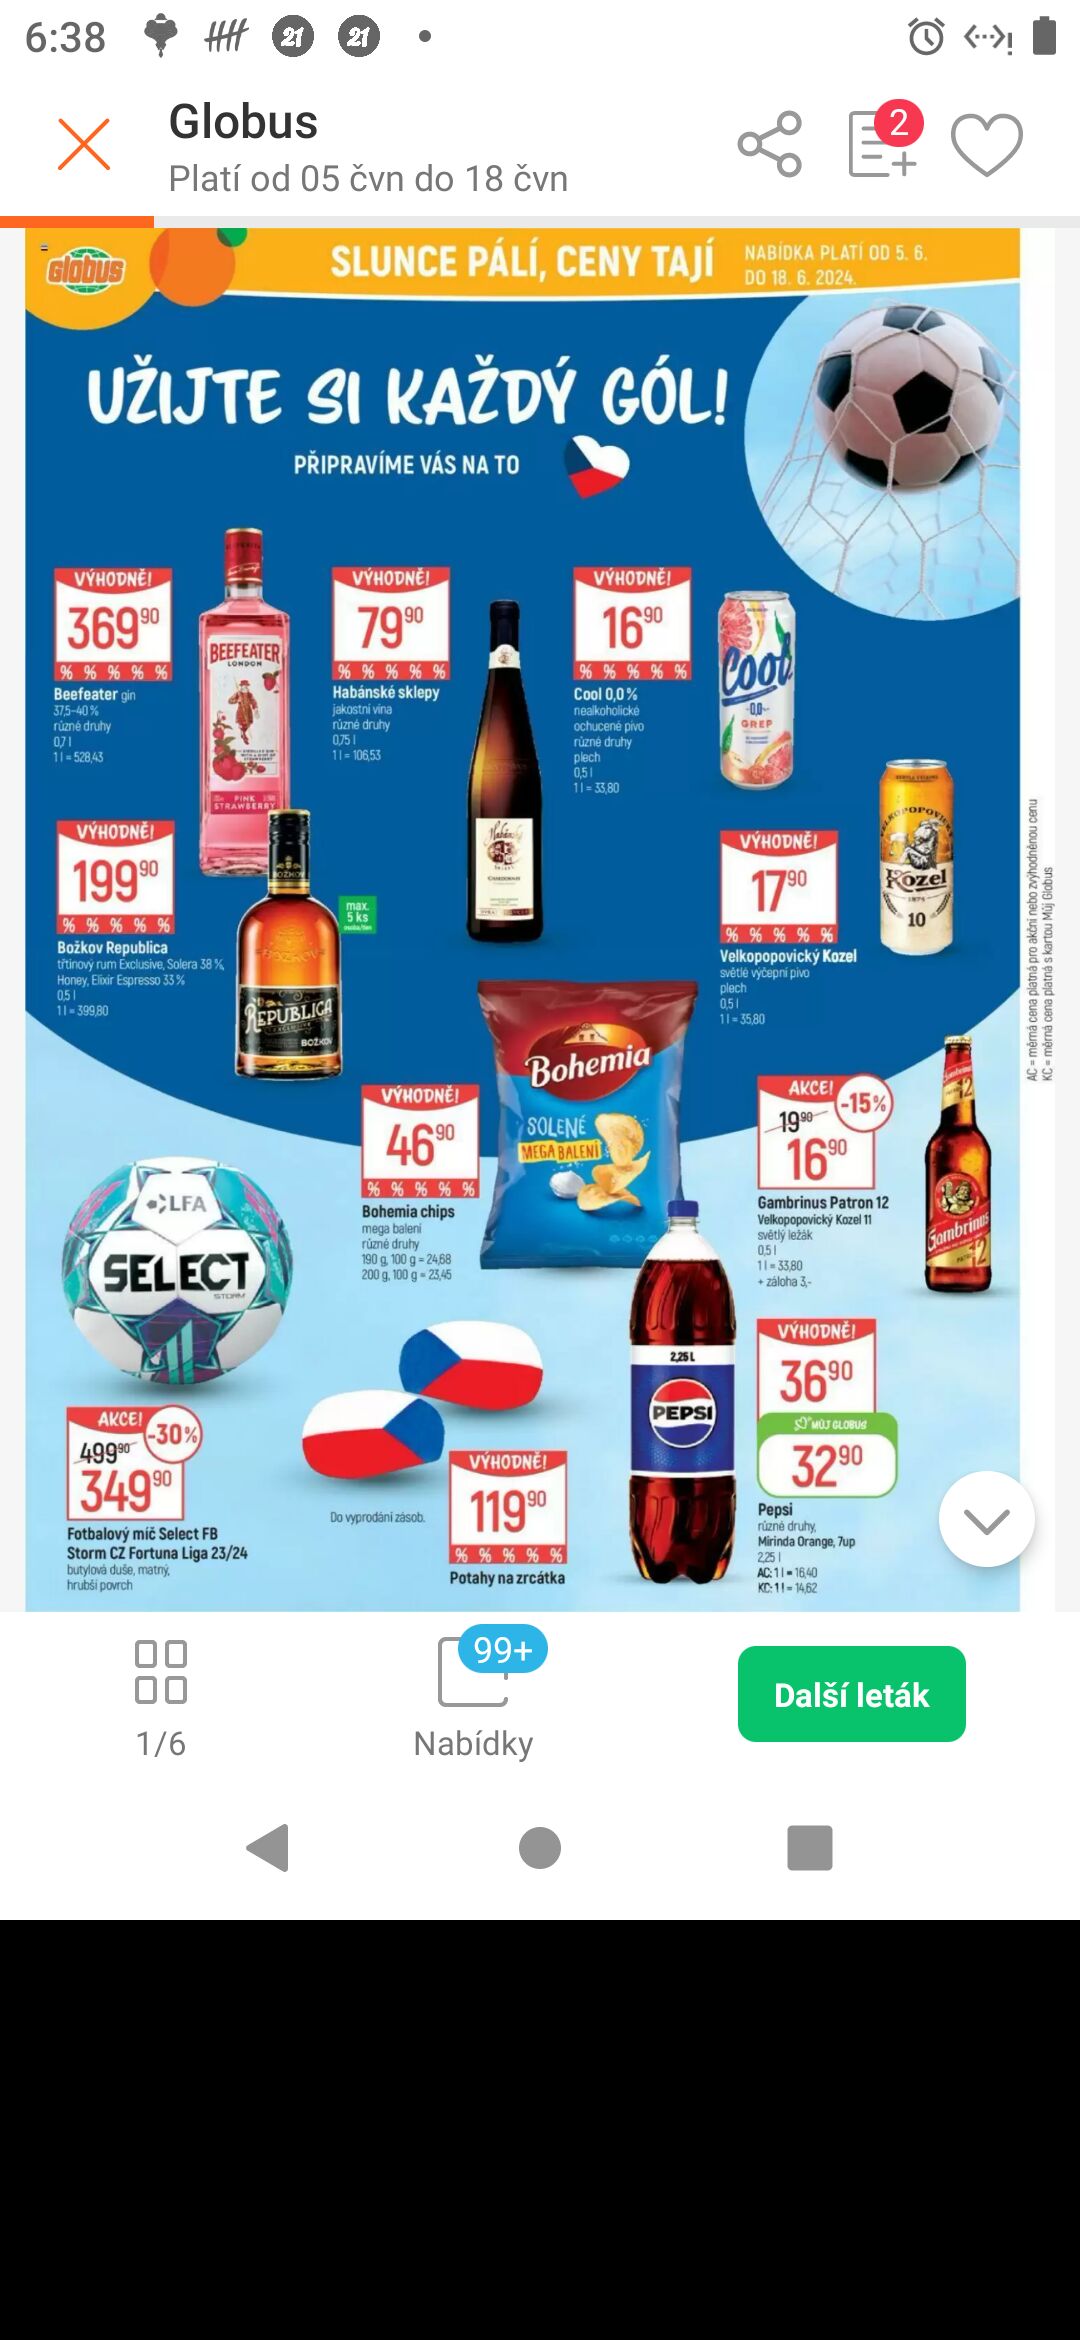 6:38
21
21
Globus
Platí od 05 čvn do 18 čvn
2
Globus
SLUNCE PÁLÍ, CENY TAJÍ
NABÍDKA PLATÍ OD 5. 6.
DO 18. 6. 2024.
UŽIJTE SI KAŽDÝ GÓL!
PŘIPRAVÍME VÁS NA TO
VÝHODNĚ!
369 90
% % % % %
Beefeater gin
37,5-40 %
různé druhy
0,7 l
1 l = 528,43
BEEFEATER
LONDON
PINK
STRAWBERRY
VÝHODNĚ!
79 90
% % % % %
Habánské sklepy
jakostní vína
různé druhy
0,75 l
1 l = 106,53
VÝHODNĚ!
16 90
% % % % %
Cool 0,0 %
nealkoholické
ochucené pivo
různé druhy
plech
0,5 l
1 l = 33,80
Cool
0,0
GREP
VÝHODNĚ!
199 90
% % % % %
Božkov Republica
třtinový rum Exclusive, Solera 38 %,
Honey, Elixir Espresso 33 %
0,5 l
1 l = 399,80
max.
5 ks
osoba/den
BOŽKOV
REPUBLICA
EXCLUSIVE
BOŽKOV
CHARDONNAY
VÝHODNĚ!
17 90
% % % % %
Velkopopovický Kozel
světlé výčepní pivo
plech
0,5 l
1 l = 35,80
VELKOPOPOVICKÝ
Kozel
1874
10
AC = měrná cena platná pro akční nebo zvýhodněnou cenu
KC = měrná cena platná s kartou Můj Globus
VÝHODNĚ!
46 90
% % % % %
Bohemia chips
mega balení
různé druhy
190 g, 100 g = 24,68
200 g, 100 g = 23,45
Bohemia
SOLENÉ
MEGA BALENÍ
AKCE!
-15%
19 90
16 90
Gambrinus Patron 12
Velkopopovický Kozel 11
světlý ležák
0,5 l
1 l = 33,80
+ záloha 3,-
12
Gambrinus
PATRON 12
LFA
SELECT
STORM
AKCE!
-30%
499 90
349 90
Fotbalový míč Select FB
Storm CZ Fortuna Liga 23/24
butylová duše, matný,
hrubší povrch
Do vyprodání zásob.
VÝHODNĚ!
119 90
% % % % %
Potahy na zrcátka
2,25 L
PEPSI
VÝHODNĚ!
36 90
MŮJ GLOBUS
32 90
Pepsi
různé druhy,
Mirinda Orange, 7up
2,25 l
AC: 1 l = 16,40
KC: 1 l = 14,62
1/6
99+
Nabídky
Další leták